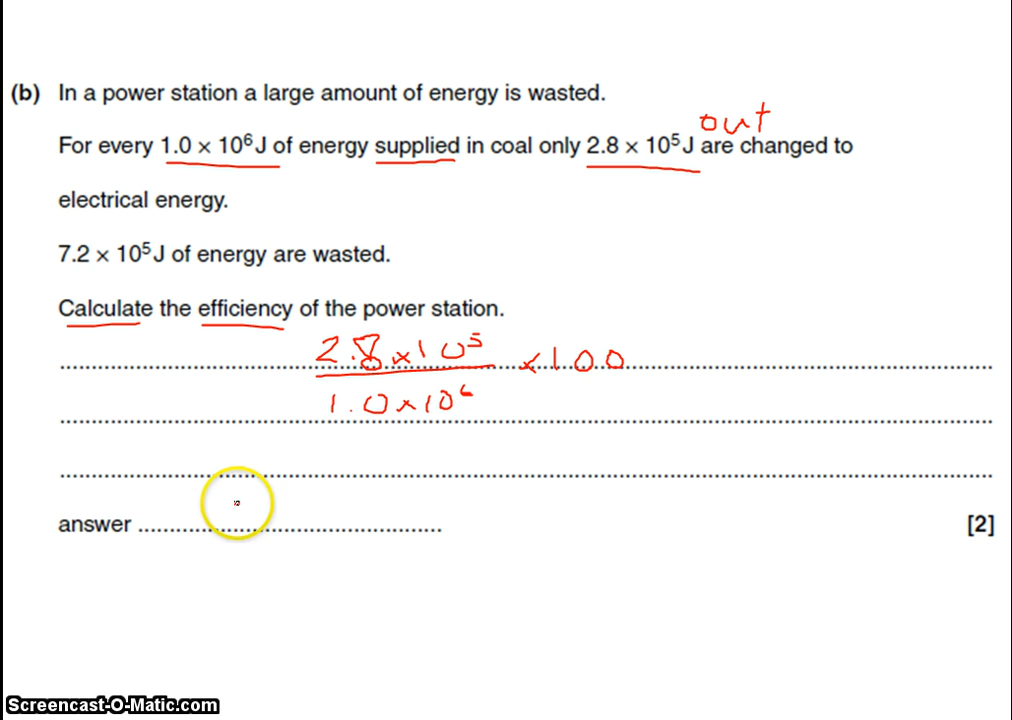 (b) In a power station a large amount of energy is wasted.
out
For every 1.0 × 10⁶ J of energy supplied in coal only 2.8 × 10⁵ J are changed to
electrical energy.
7.2 × 10⁵ J of energy are wasted.
Calculate the efficiency of the power station.
2.8 × 10⁵ × 100
1.0 × 10⁶
answer ................................................ [2]
Screencast-O-Matic.com